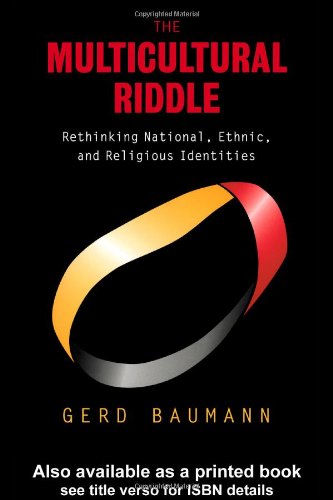 THE
MULTICULTURAL
RIDDLE
Rethinking National, Ethnic,
and Religious Identities
GERD BAUMANN
Also available as a printed book
see title verso for ISBN details